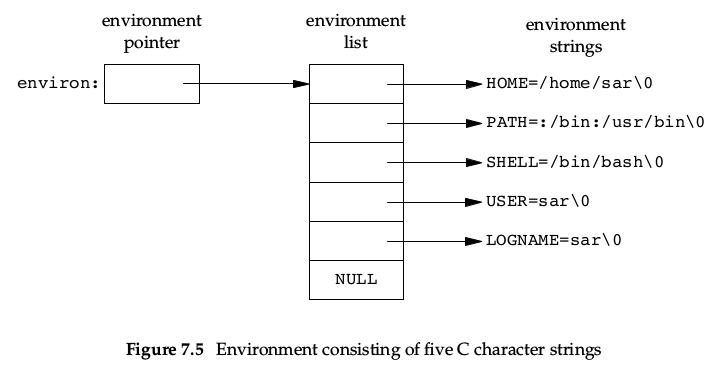 environment
pointer
environment
list
environment
strings
environ:
HOME=/home/sar\0
PATH=:/bin:/usr/bin\0
SHELL=/bin/bash\0
USER=sar\0
LOGNAME=sar\0
NULL
Figure 7.5 Environment consisting of five C character strings